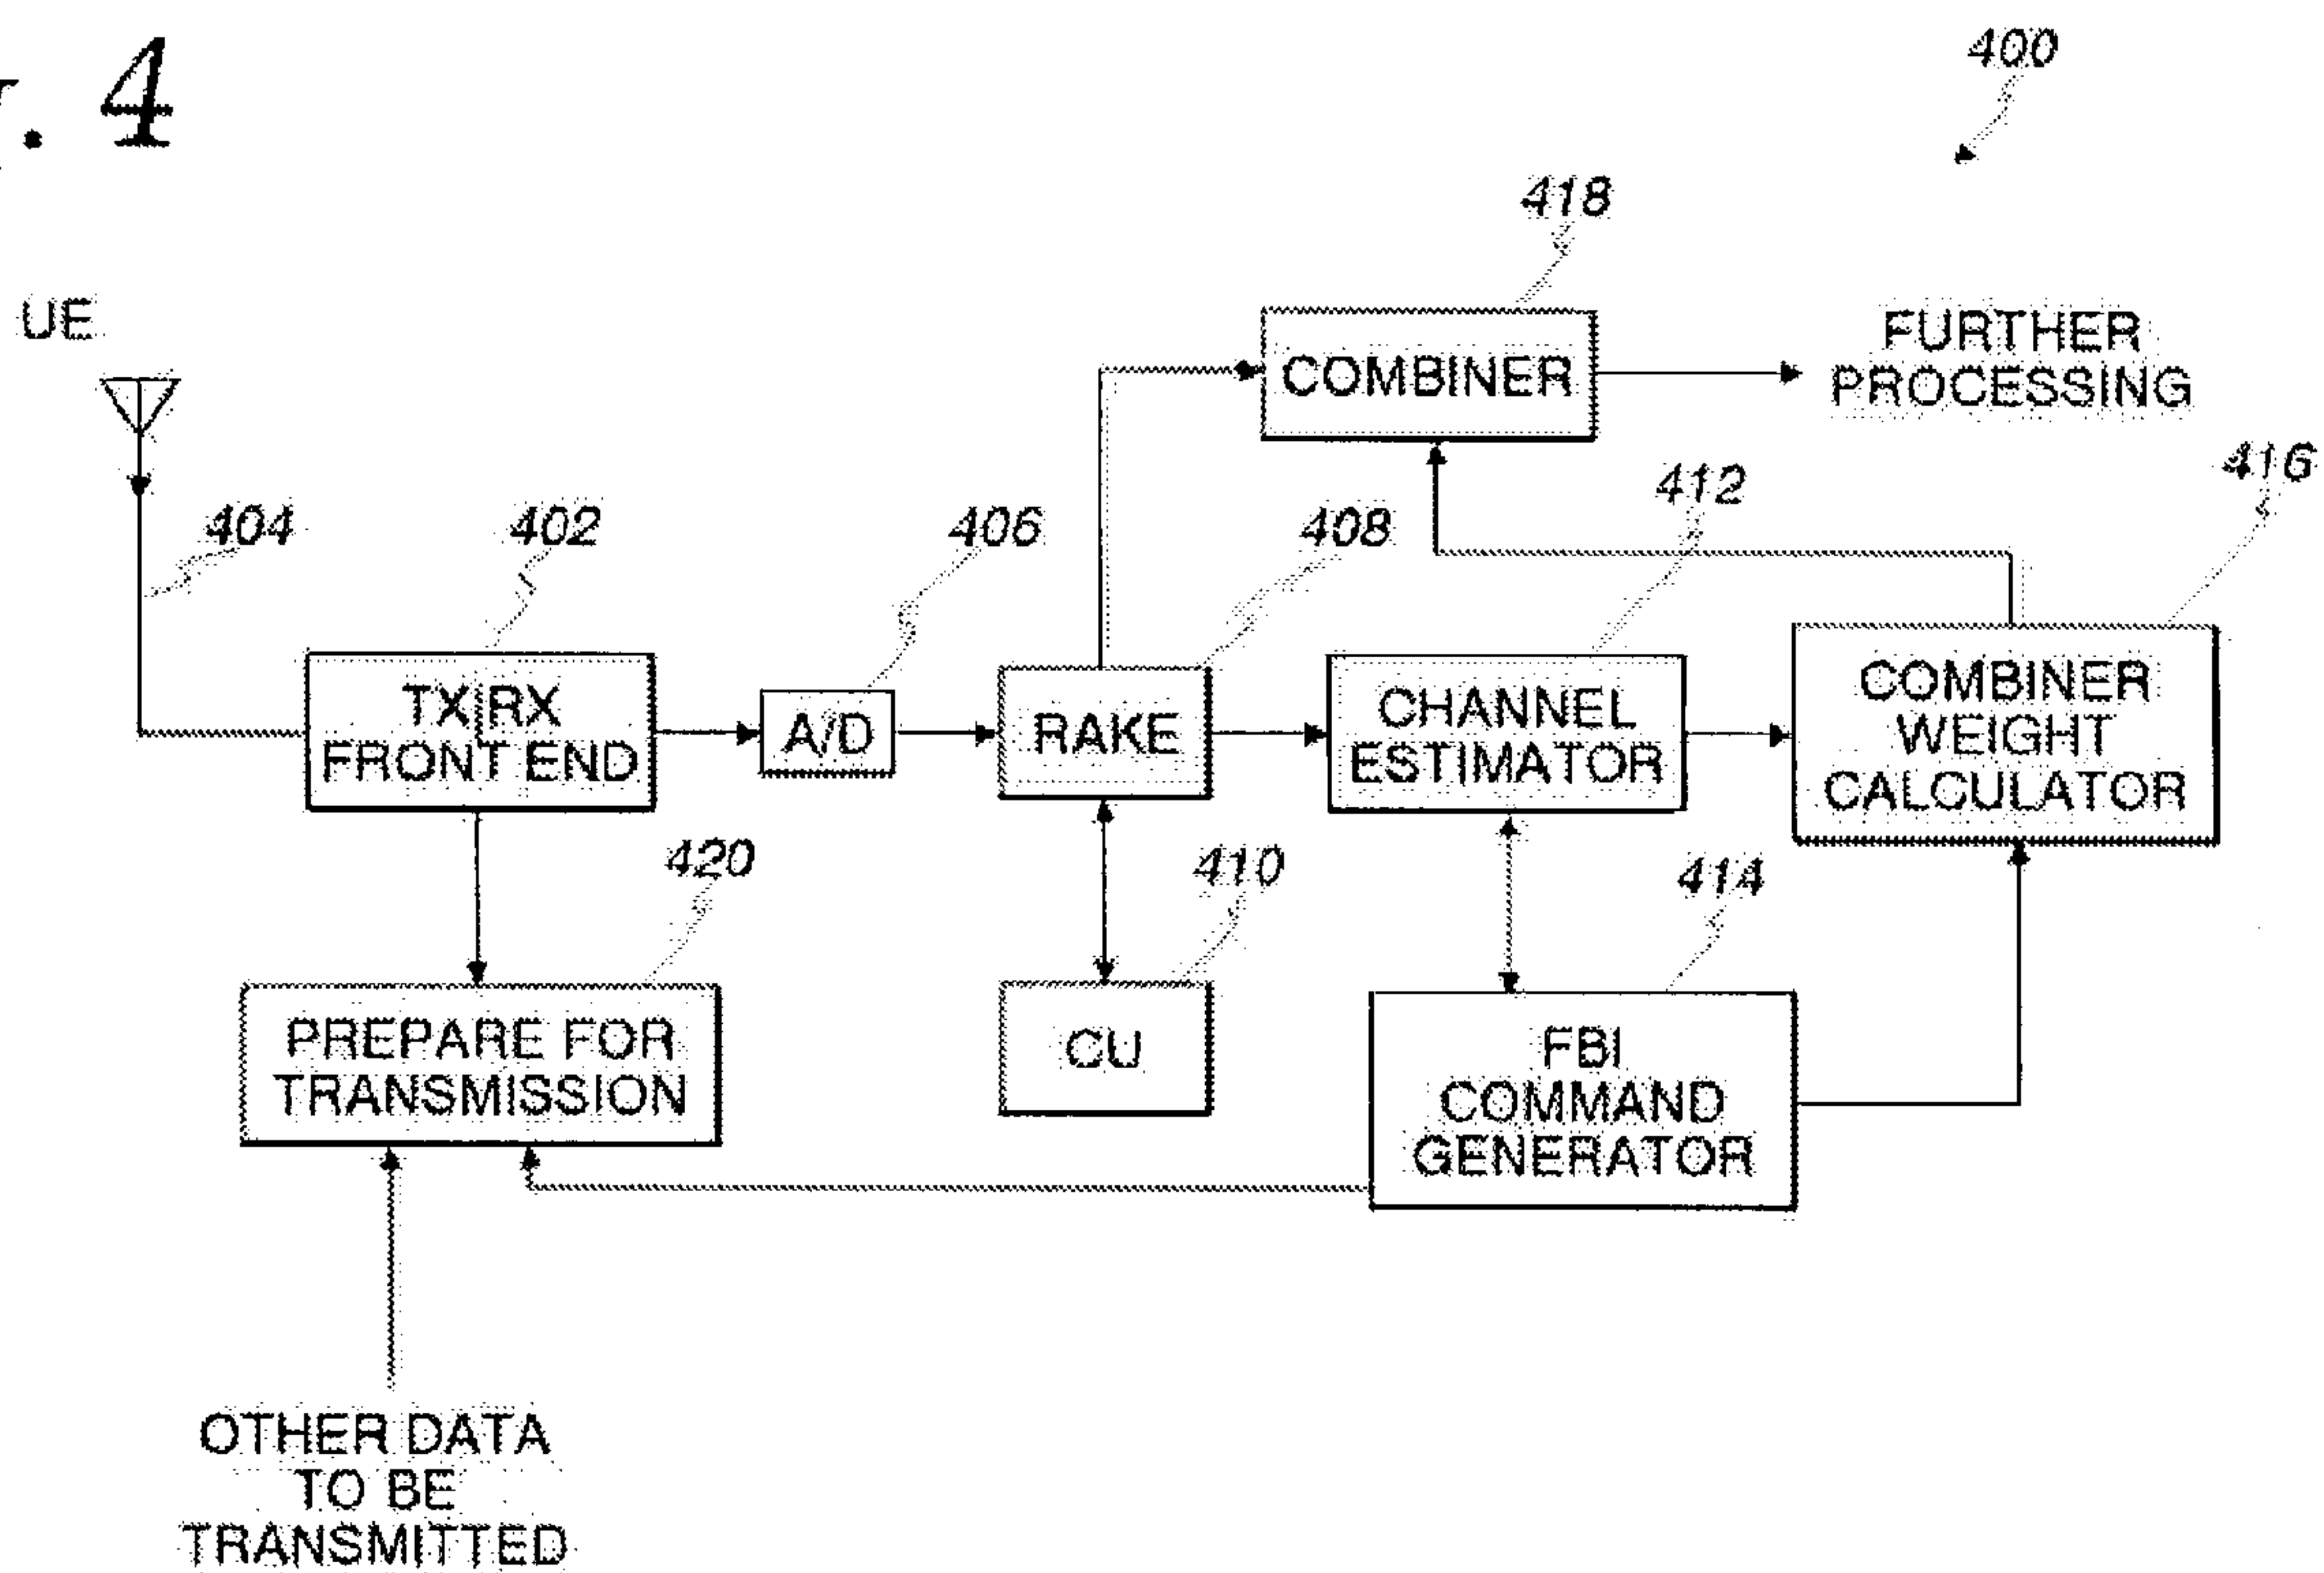 . 4
400
418
UE
COMBINER
FURTHER
PROCESSING
416
412
404
402
406
408
TX RX
FRONT END
A/D
RAKE
CHANNEL
ESTIMATOR
COMBINER
WEIGHT
CALCULATOR
420
410
414
PREPARE FOR
TRANSMISSION
CU
FBI
COMMAND
GENERATOR
OTHER DATA
TO BE
TRANSMITTED